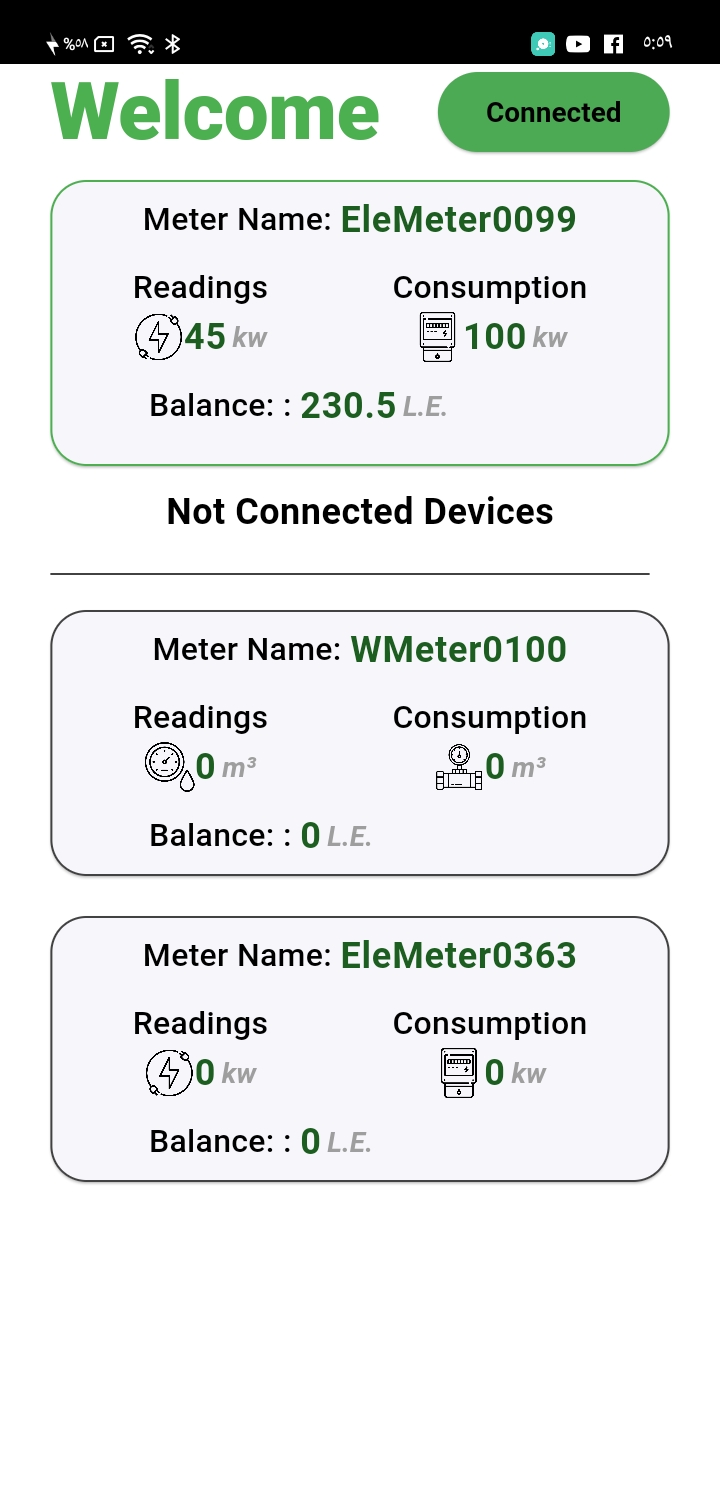 %٥٨ ٥:٥٩
Welcome
Connected
Meter Name: EleMeter0099
Readings Consumption
45 kw 100 kw
Balance: : 230.5 L.E.
Not Connected Devices
Meter Name: WMeter0100
Readings Consumption
0 m³ 0 m³
Balance: : 0 L.E.
Meter Name: EleMeter0363
Readings Consumption
0 kw 0 kw
Balance: : 0 L.E.